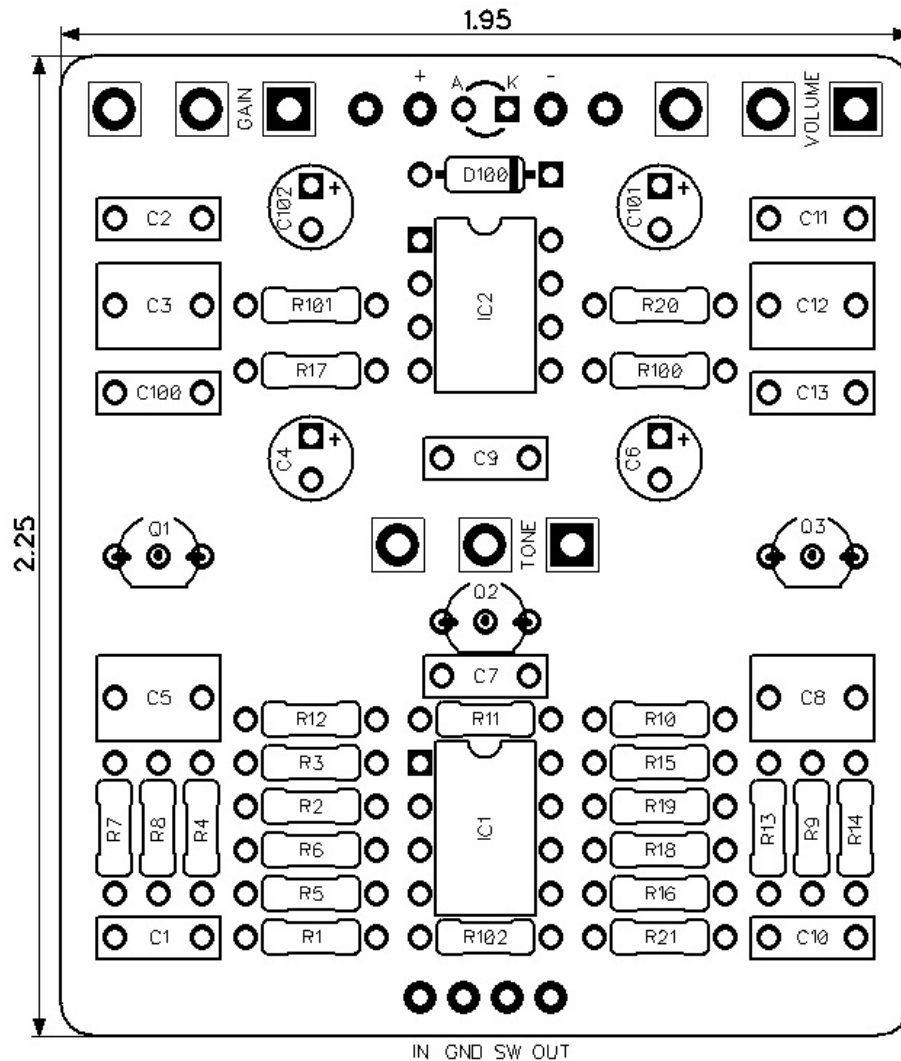 1.95
+ A K -
GAIN
VOLUME
D100
C102 +
C101 +
C2
C11
C3
R101
IC2
R20
C12
R17
R100
C100
C13
C4 +
C9
C6 +
2.25
Q1
TONE
Q3
Q2
C5
C7
C8
R12
R11
R10
R3
R15
R7
R8
R4
R2
IC1
R19
R13
R9
R14
R6
R18
R5
R16
C1
R1
R102
R21
C10
IN GND SW OUT